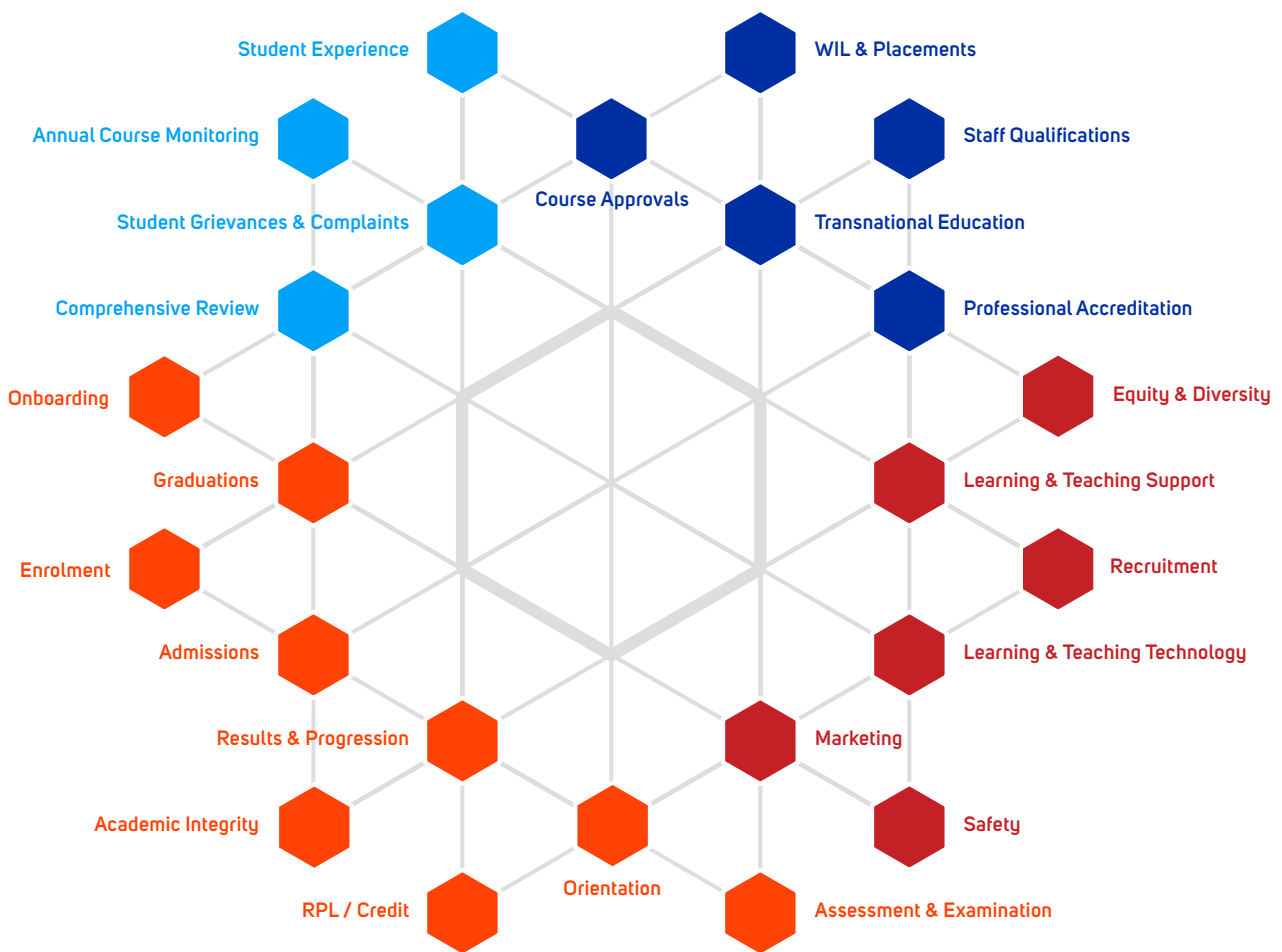 Student Experience
WIL & Placements
Annual Course Monitoring
Staff Qualifications
Course Approvals
Student Grievances & Complaints
Transnational Education
Comprehensive Review
Professional Accreditation
Onboarding
Equity & Diversity
Graduations
Learning & Teaching Support
Enrolment
Recruitment
Admissions
Learning & Teaching Technology
Results & Progression
Marketing
Academic Integrity
Safety
Orientation
RPL / Credit
Assessment & Examination